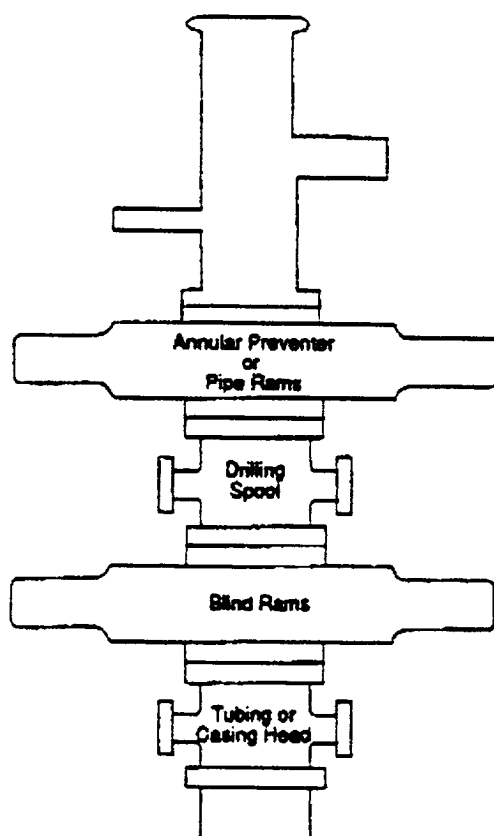 Annular Preventer
or
Pipe Rams
Drilling
Spool
Blind Rams
Tubing or
Casing Head